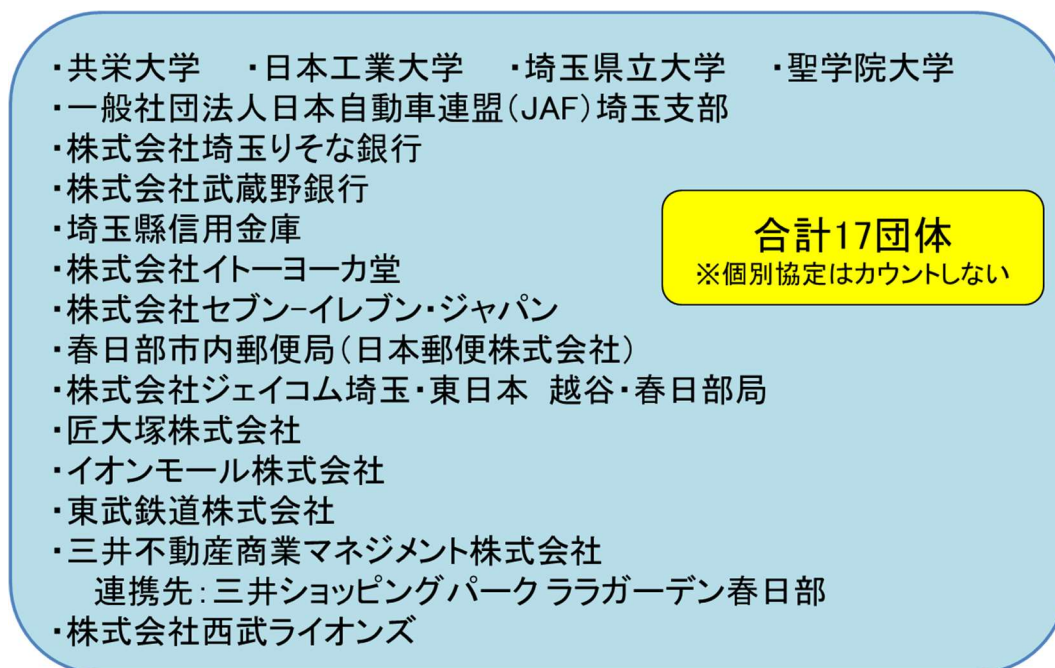 ・共栄大学　・日本工業大学　・埼玉県立大学　・聖学院大学
・一般社団法人日本自動車連盟（JAF）埼玉支部
・株式会社埼玉りそな銀行
・株式会社武蔵野銀行
・埼玉縣信用金庫
・株式会社イトーヨーカ堂
・株式会社セブン−イレブン・ジャパン
・春日部市内郵便局（日本郵便株式会社）
・株式会社ジェイコム埼玉・東日本　越谷・春日部局
・匠大塚株式会社
・イオンモール株式会社
・東武鉄道株式会社
・三井不動産商業マネジメント株式会社
連携先：三井ショッピングパーク ララガーデン春日部
・株式会社西武ライオンズ
合計17団体
※個別協定はカウントしない